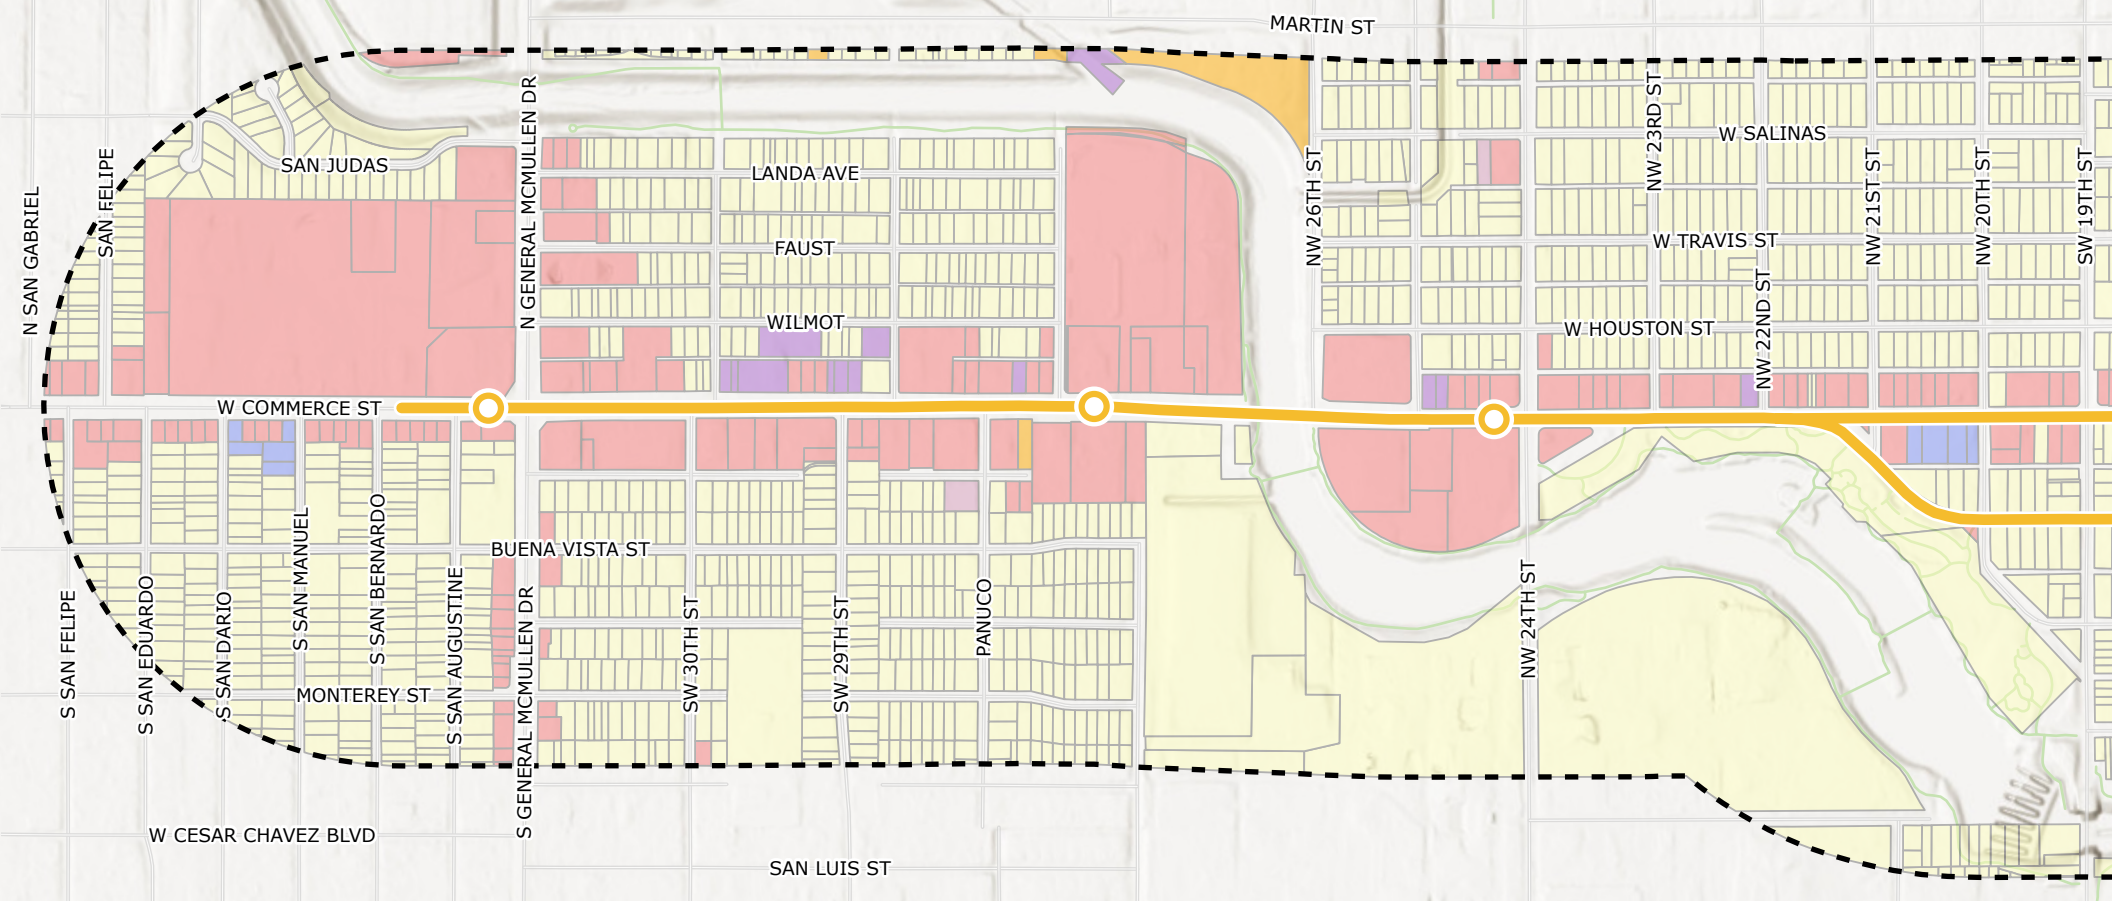 MARTIN ST
N GENERAL MCMULLEN DR
NW 23RD ST
W SALINAS
SAN JUDAS
LANDA AVE
SAN FELIPE
NW 26TH ST
NW 21ST ST
NW 20TH ST
SW 19TH ST
N SAN GABRIEL
FAUST
W TRAVIS ST
WILMOT
W HOUSTON ST
NW 22ND ST
W COMMERCE ST
S SAN MANUEL
S SAN BERNARDO
BUENA VISTA ST
S SAN FELIPE
S SAN EDUARDO
S SAN DARIO
S SAN AUGUSTINE
S GENERAL MCMULLEN DR
SW 30TH ST
SW 29TH ST
PANUCO
NW 24TH ST
MONTEREY ST
W CESAR CHAVEZ BLVD
SAN LUIS ST